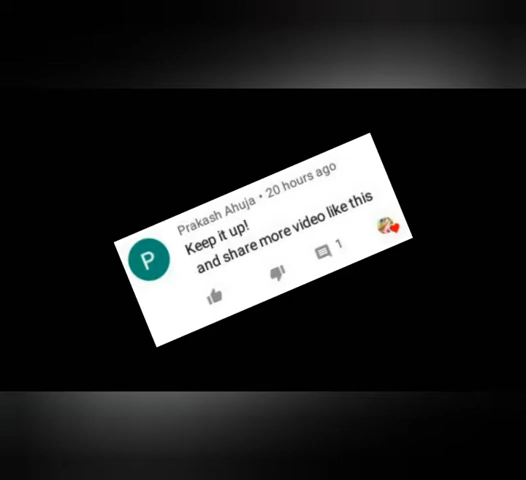 Prakash Ahuja • 20 hours ago
Keep it up!
and share more video like this
P
1